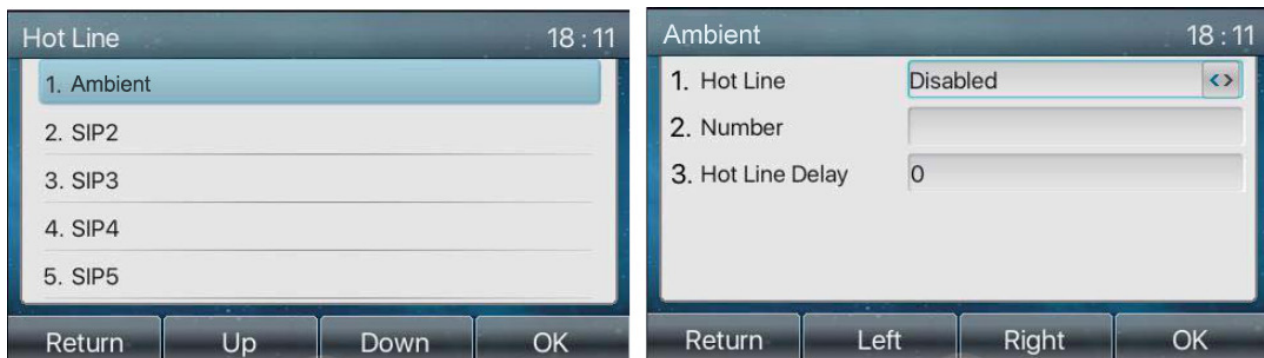 Hot Line 18 : 11
1. Ambient
2. SIP2
3. SIP3
4. SIP4
5. SIP5
Return Up Down OK
Ambient 18 : 11
1. Hot Line Disabled <>
2. Number
3. Hot Line Delay 0
Return Left Right OK